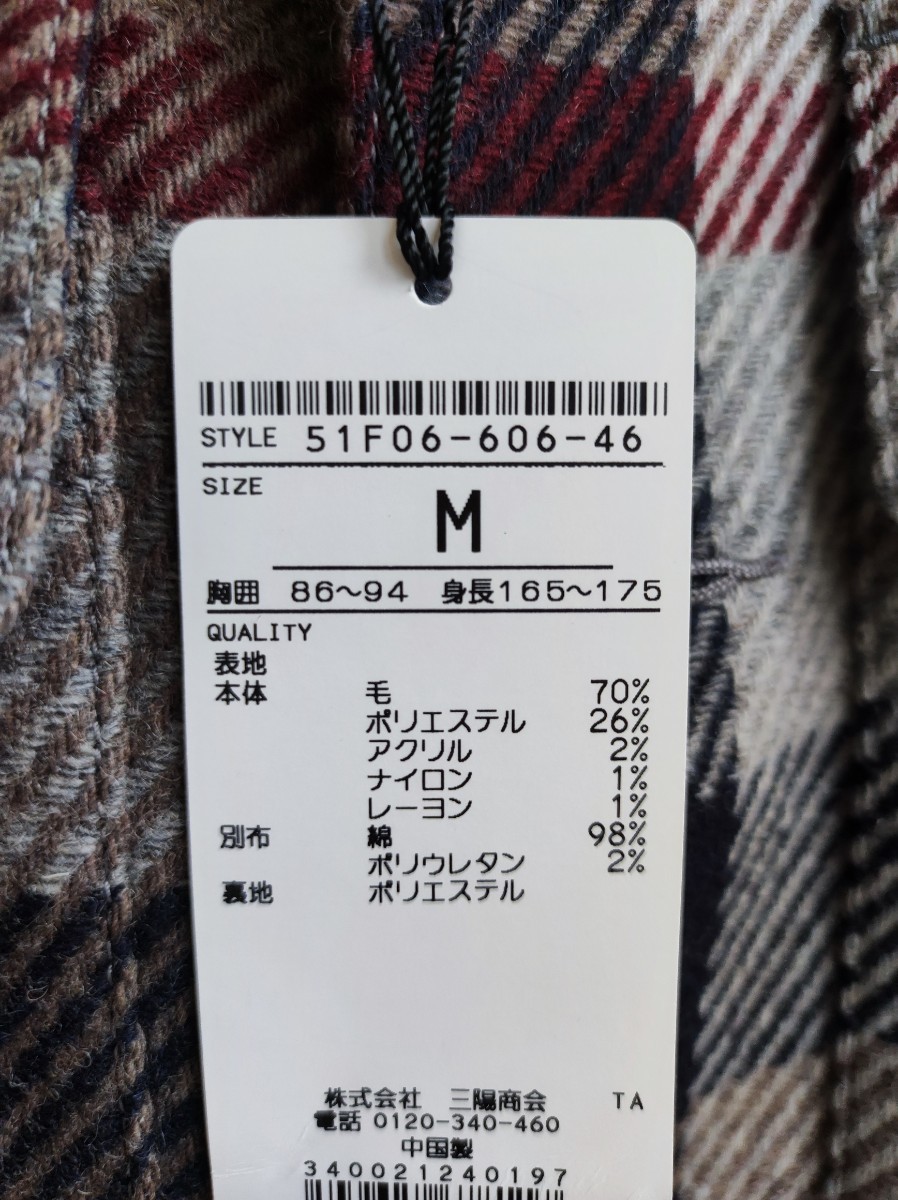 STYLE 51F06-606-46
SIZE
M
胸囲 86~94 身長165~175
QUALITY
表地
本体 毛 70%
ポリエステル 26%
アクリル 2%
ナイロン 1%
レーヨン 1%
別布 綿 98%
ポリウレタン 2%
裏地 ポリエステル
株式会社 三陽商会 TA
電話 0120-340-460
中国製
3400212401​97